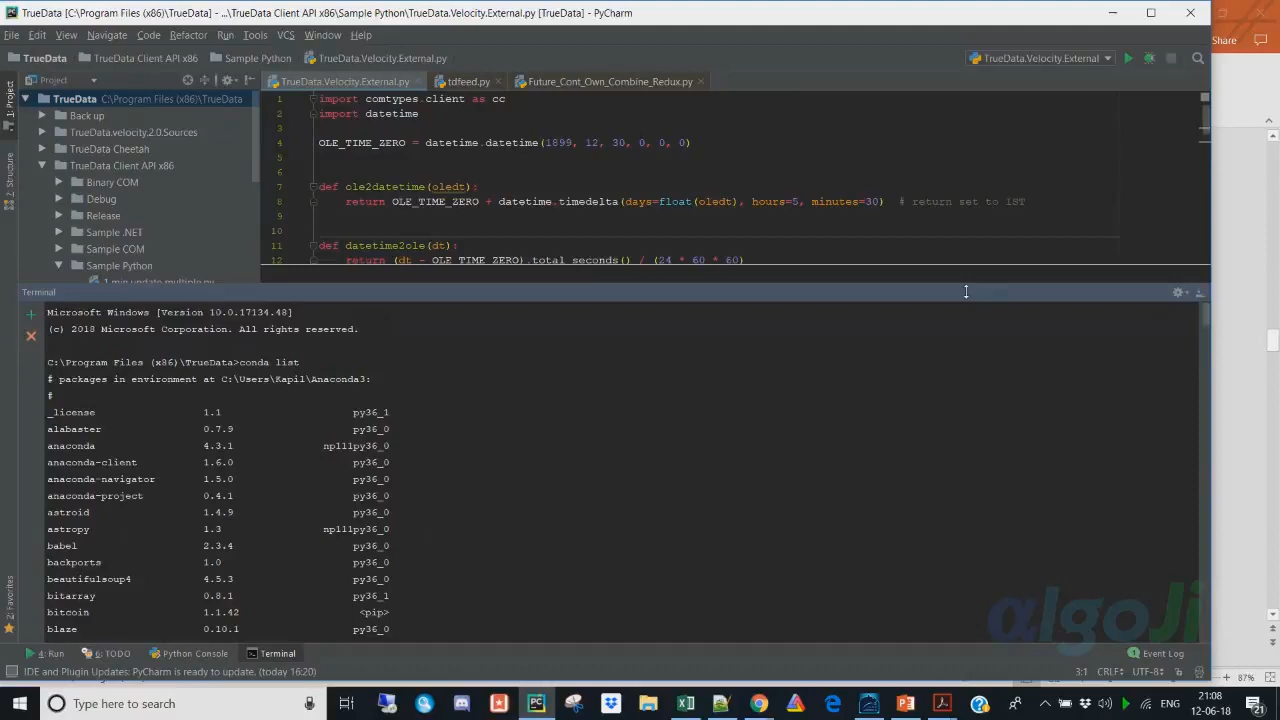 TrueData [C:\Program Files (x86)\TrueData] - ...\TrueData Client API x86\Sample Python\TrueData.Velocity.External.py [TrueData] - PyCharm
File Edit View Navigate Code Refactor Run Tools VCS Window Help
Share
TrueData TrueData Client API x86 Sample Python TrueData.Velocity.External.py TrueData.Velocity.External
Project TrueData.Velocity.External.py tdfeed.py Future_Cont_Own_Combine_Redux.py
1: Project
7: Structure
2: Favorites
TrueData C:\Program Files (x86)\TrueData
Back up
TrueData.velocity.2.0.Sources
TrueData Cheetah
TrueData Client API x86
Binary COM
Debug
Release
Sample .NET
Sample COM
Sample Python
1 min update multiple.py
1 import comtypes.client as cc
2 import datetime
3
4 OLE_TIME_ZERO = datetime.datetime(1899, 12, 30, 0, 0, 0)
5
6
7 def ole2datetime(oledt):
8 return OLE_TIME_ZERO + datetime.timedelta(days=float(oledt), hours=5, minutes=30) # return set to IST
9
10
11 def datetime2ole(dt):
12 return (dt - OLE_TIME_ZERO).total_seconds() / (24 * 60 * 60)
Terminal
Microsoft Windows [Version 10.0.17134.48]
(c) 2018 Microsoft Corporation. All rights reserved.
C:\Program Files (x86)\TrueData>conda list
# packages in environment at C:\Users\Kapil\Anaconda3:
#
_license 1.1 py36_1
alabaster 0.7.9 py36_0
anaconda 4.3.1 np111py36_0
anaconda-client 1.6.0 py36_0
anaconda-navigator 1.5.0 py36_0
anaconda-project 0.4.1 py36_0
astroid 1.4.9 py36_0
astropy 1.3 np111py36_0
babel 2.3.4 py36_0
backports 1.0 py36_0
beautifulsoup4 4.5.3 py36_0
bitarray 0.8.1 py36_1
bitcoin 1.1.42 <pip>
blaze 0.10.1 py36_0
αlgoJi
4: Run 6: TODO Python Console Terminal Event Log
IDE and Plugin Updates: PyCharm is ready to update. (today 16:20) 3:1 CRLF UTF-8
87%
Type here to search
ENG
21:08
12-06-18
21